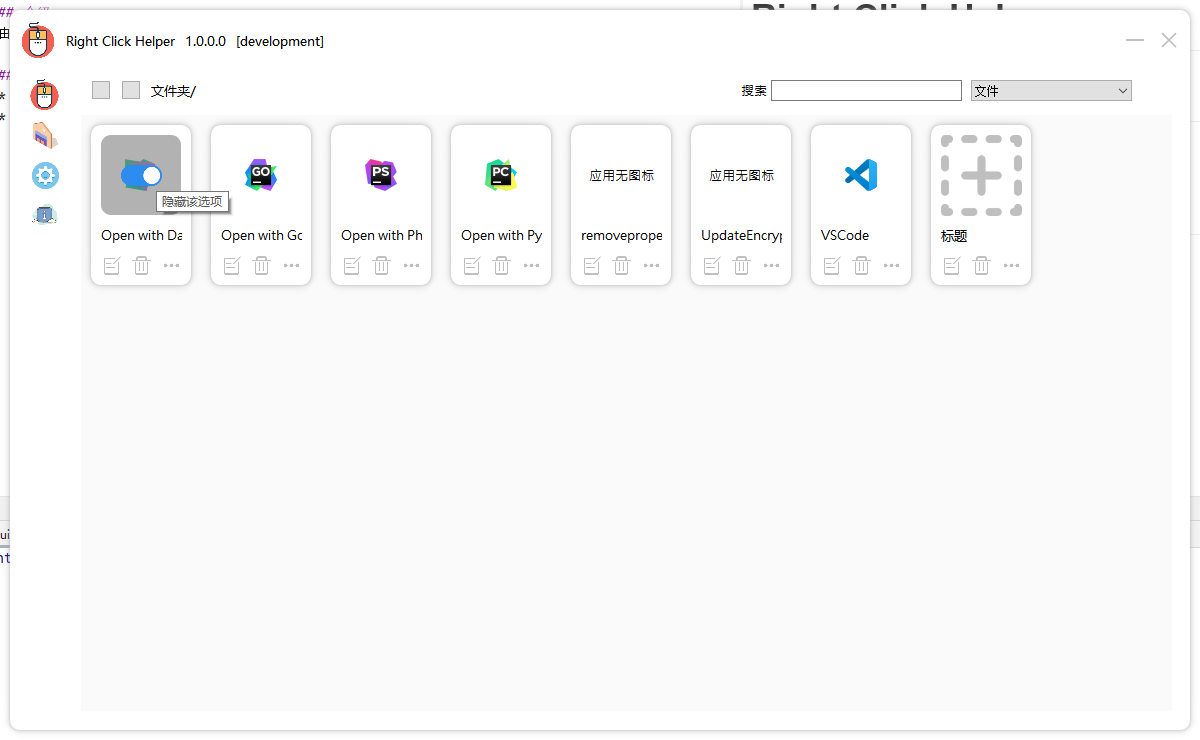 Right Click Helper 1.0.0.0 [development]
文件夹/
搜索
文件
GO
PS
PC
应用无图标
应用无图标
隐藏该选项
Open with Da
Open with Go
Open with Ph
Open with Py
removeprope
UpdateEncryp
VSCode
标题